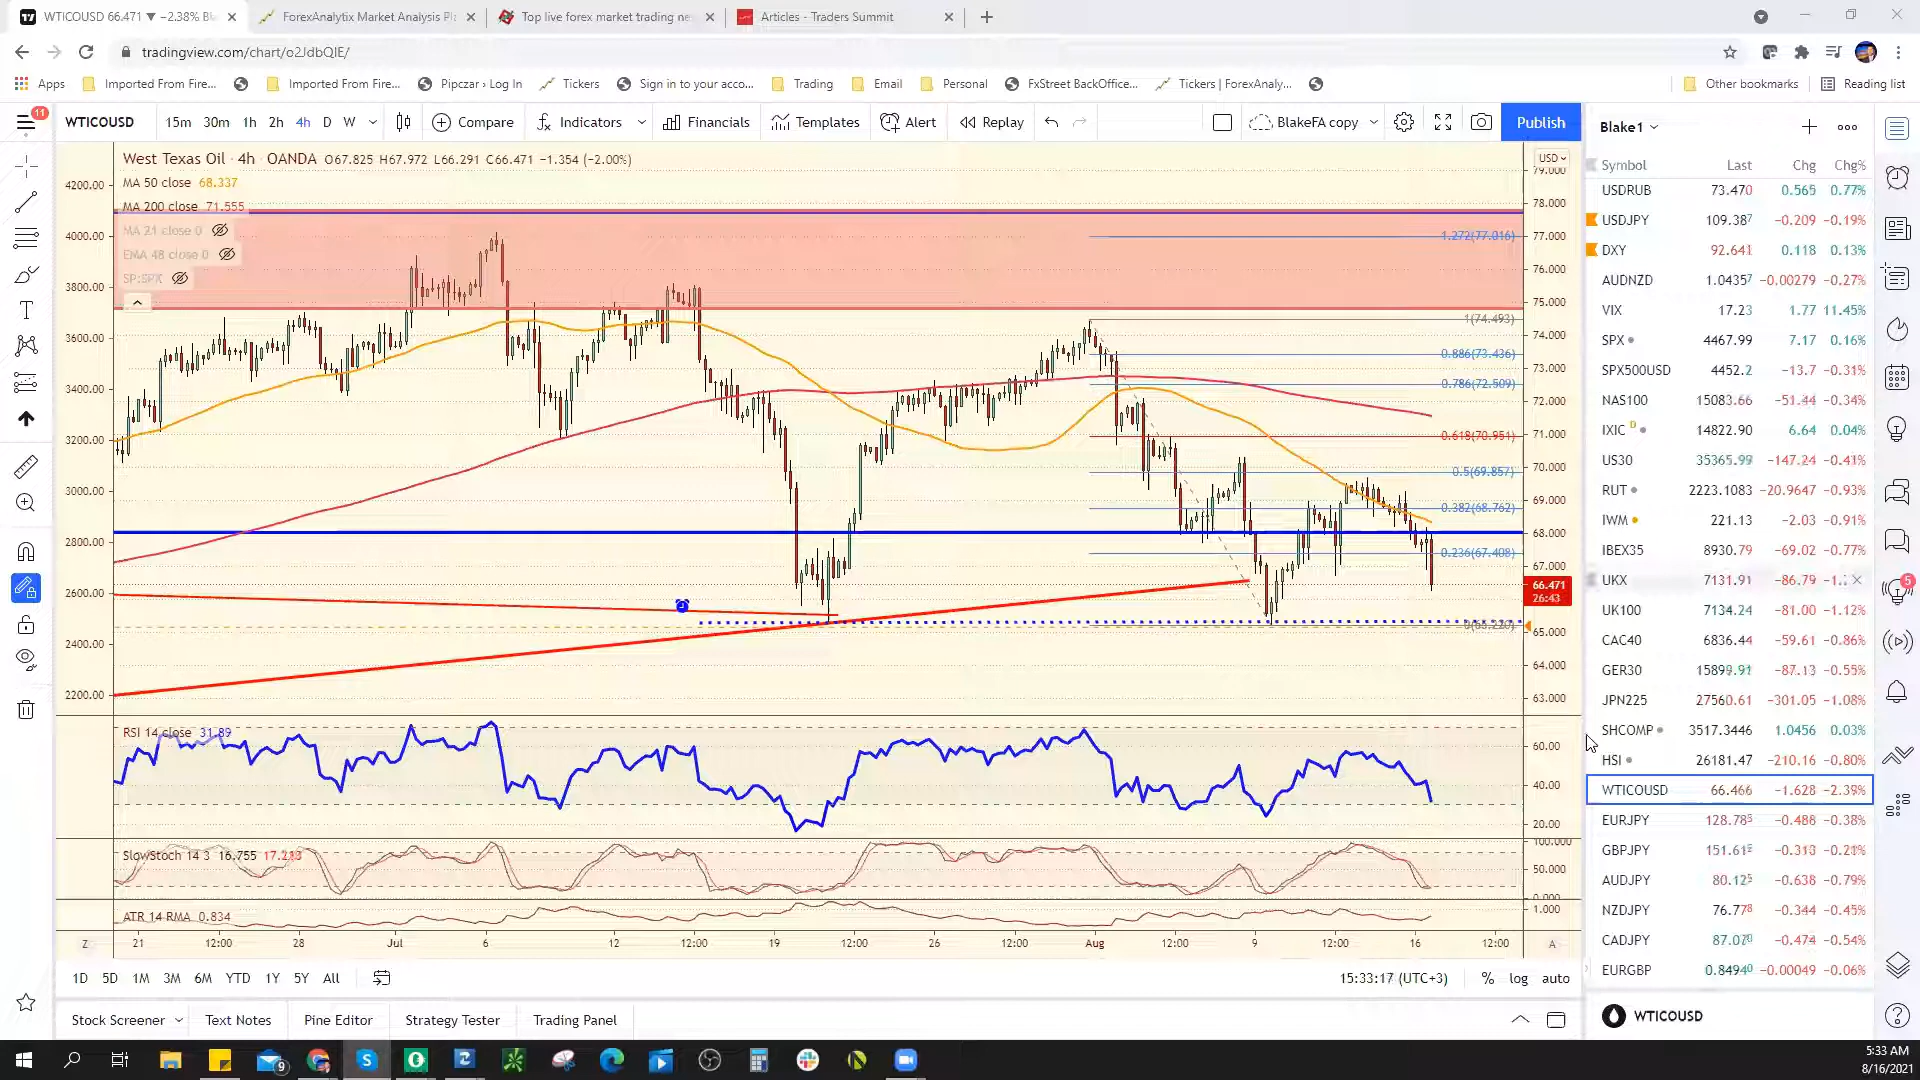 WTICOUSD 66.471 ▼ −2.38% Bl
ForexAnalytix Market Analysis Pl
Top live forex market trading ne
Articles - Traders Summit
tradingview.com/chart/o2JdbQIE/
Apps Imported From Fire... Imported From Fire... Pipczar › Log In Tickers Sign in to your acco... Trading Email Personal FxStreet BackOffice... Tickers | ForexAnaly... Other bookmarks Reading list
11 WTICOUSD 15m 30m 1h 2h 4h D W Compare Indicators Financials Templates Alert Replay BlakeFA copy Publish
West Texas Oil · 4h · OANDA O67.825 H67.972 L66.291 C66.471 −1.354 (−2.00%)
MA 50 close 68.337
MA 200 close 71.555
MA 21 close 0
EMA 48 close 0
SP:SPX
4200.00
4000.00
3800.00
3600.00
3400.00
3200.00
3000.00
2800.00
2600.00
2400.00
2200.00
1.272(77.016)
1(74.493)
0.886(73.436)
0.786(72.509)
0.618(70.951)
0.5(69.857)
0.382(68.762)
0.236(67.408)
0(65.220)
USD
79.000
78.000
77.000
76.000
75.000
74.000
73.000
72.000
71.000
70.000
69.000
68.000
67.000
66.471
26:43
65.000
64.000
63.000
RSI 14 close 31.89
60.00
40.00
20.00
SlowStoch 14 3 16.755 17.213
100.000
50.000
0.000
ATR 14 RMA 0.834
1.000
Z 21 12:00 28 Jul 6 12 12:00 19 12:00 26 12:00 Aug 12:00 9 12:00 16 12:00 A
1D 5D 1M 3M 6M YTD 1Y 5Y All 15:33:17 (UTC+3) % log auto
Stock Screener Text Notes Pine Editor Strategy Tester Trading Panel
Blake1
Symbol Last Chg Chg%
USDRUB 73.470 0.565 0.77%
USDJPY 109.387 −0.209 −0.19%
DXY 92.641 0.118 0.13%
AUDNZD 1.04357 −0.00279 −0.27%
VIX 17.23 1.77 11.45%
SPX 4467.99 7.17 0.16%
SPX500USD 4452.2 −13.7 −0.31%
NAS100 15083.66 −51.44 −0.34%
IXIC D 14822.90 6.64 0.04%
US30 35365.99 −147.24 −0.41%
RUT 2223.1083 −20.9647 −0.93%
IWM 221.13 −2.03 −0.91%
IBEX35 8930.79 −69.02 −0.77%
UKX 7131.91 −86.79 −1.
UK100 7134.24 −81.00 −1.12%
CAC40 6836.44 −59.61 −0.86%
GER30 15899.91 −87.13 −0.55%
JPN225 27560.61 −301.05 −1.08%
SHCOMP 3517.3446 1.0456 0.03%
HSI 26181.47 −210.16 −0.80%
WTICOUSD 66.466 −1.628 −2.39%
EURJPY 128.785 −0.488 −0.38%
GBPJPY 151.615 −0.313 −0.21%
AUDJPY 80.125 −0.638 −0.79%
NZDJPY 76.778 −0.344 −0.45%
CADJPY 87.070 −0.474 −0.54%
EURGBP 0.84940 −0.00049 −0.06%
WTICOUSD
5
9
5:33 AM
8/16/2021